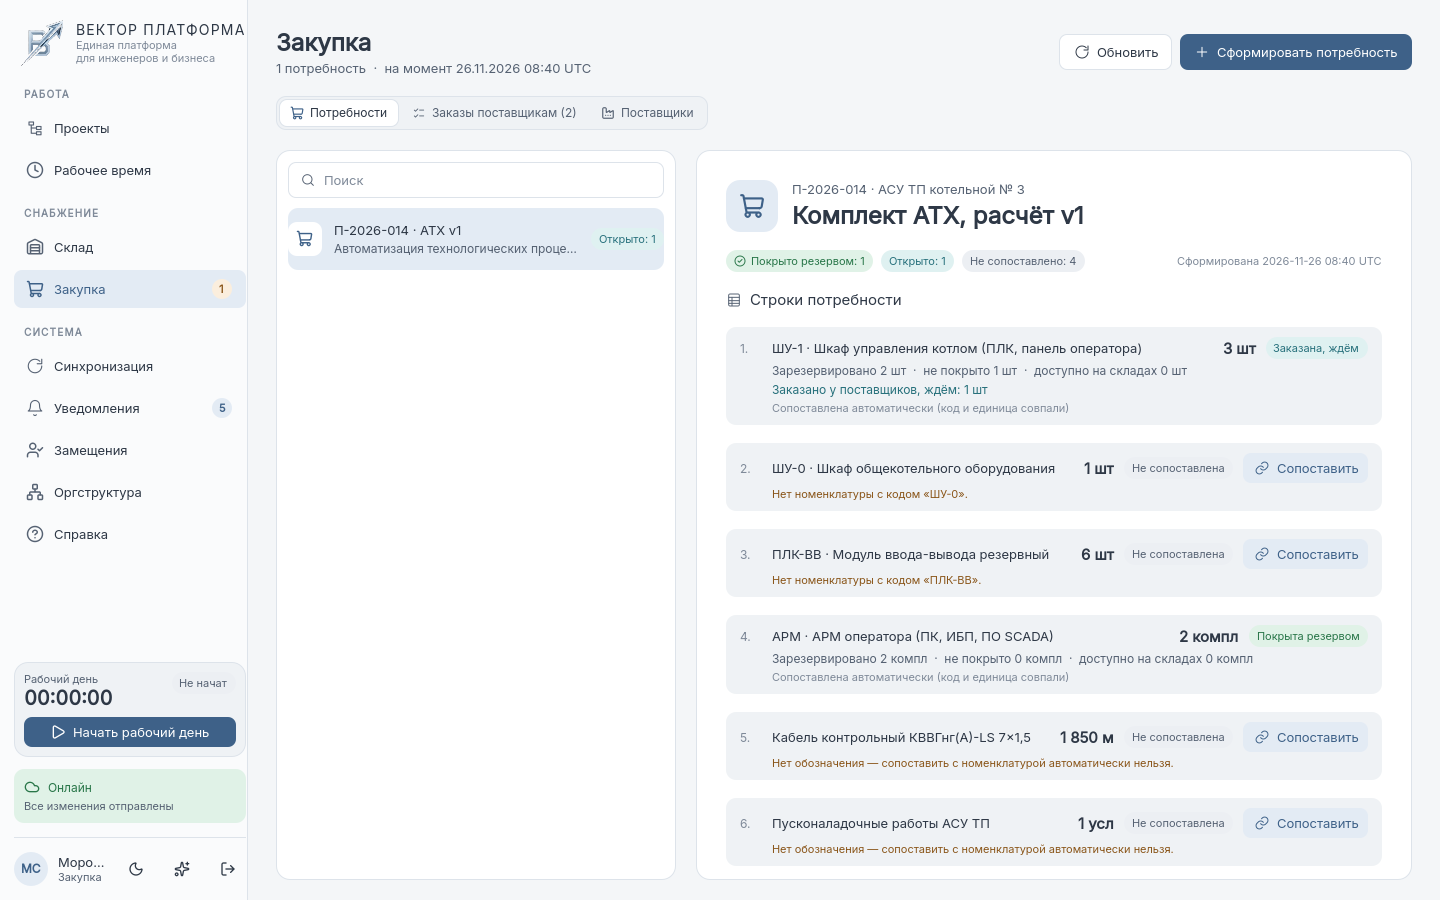 ВЕКТОР ПЛАТФОРМА
Единая платформа
для инженеров и бизнеса
РАБОТА
Проекты
Рабочее время
СНАБЖЕНИЕ
Склад
Закупка
1
СИСТЕМА
Синхронизация
Уведомления
5
Замещения
Оргструктура
Справка
Рабочий день
00:00:00
Не начат
Начать рабочий день
Онлайн
Все изменения отправлены
МС
Моро...
Закупка
Закупка
1 потребность · на момент 26.11.2026 08:40 UTC
Обновить
Сформировать потребность
Потребности
Заказы поставщикам (2)
Поставщики
Поиск
П-2026-014 · АТХ v1
Автоматизация технологических проце...
Открыто: 1
П-2026-014 · АСУ ТП котельной № 3
Комплект АТХ, расчёт v1
Покрыто резервом: 1
Открыто: 1
Не сопоставлено: 4
Сформирована 2026-11-26 08:40 UTC
Строки потребности
1. ШУ-1 · Шкаф управления котлом (ПЛК, панель оператора) 3 шт Заказана, ждём
Зарезервировано 2 шт · не покрыто 1 шт · доступно на складах 0 шт
Заказано у поставщиков, ждём: 1 шт
Сопоставлена автоматически (код и единица совпали)
2. ШУ-0 · Шкаф общекотельного оборудования 1 шт Не сопоставлена Сопоставить
Нет номенклатуры с кодом «ШУ-0».
3. ПЛК-ВВ · Модуль ввода-вывода резервный 6 шт Не сопоставлена Сопоставить
Нет номенклатуры с кодом «ПЛК-ВВ».
4. АРМ · АРМ оператора (ПК, ИБП, ПО SCADA) 2 компл Покрыта резервом
Зарезервировано 2 компл · не покрыто 0 компл · доступно на складах 0 компл
Сопоставлена автоматически (код и единица совпали)
5. Кабель контрольный КВВГнг(А)-LS 7×1,5 1 850 м Не сопоставлена Сопоставить
Нет обозначения — сопоставить с номенклатурой автоматически нельзя.
6. Пусконаладочные работы АСУ ТП 1 усл Не сопоставлена Сопоставить
Нет обозначения — сопоставить с номенклатурой автоматически нельзя.